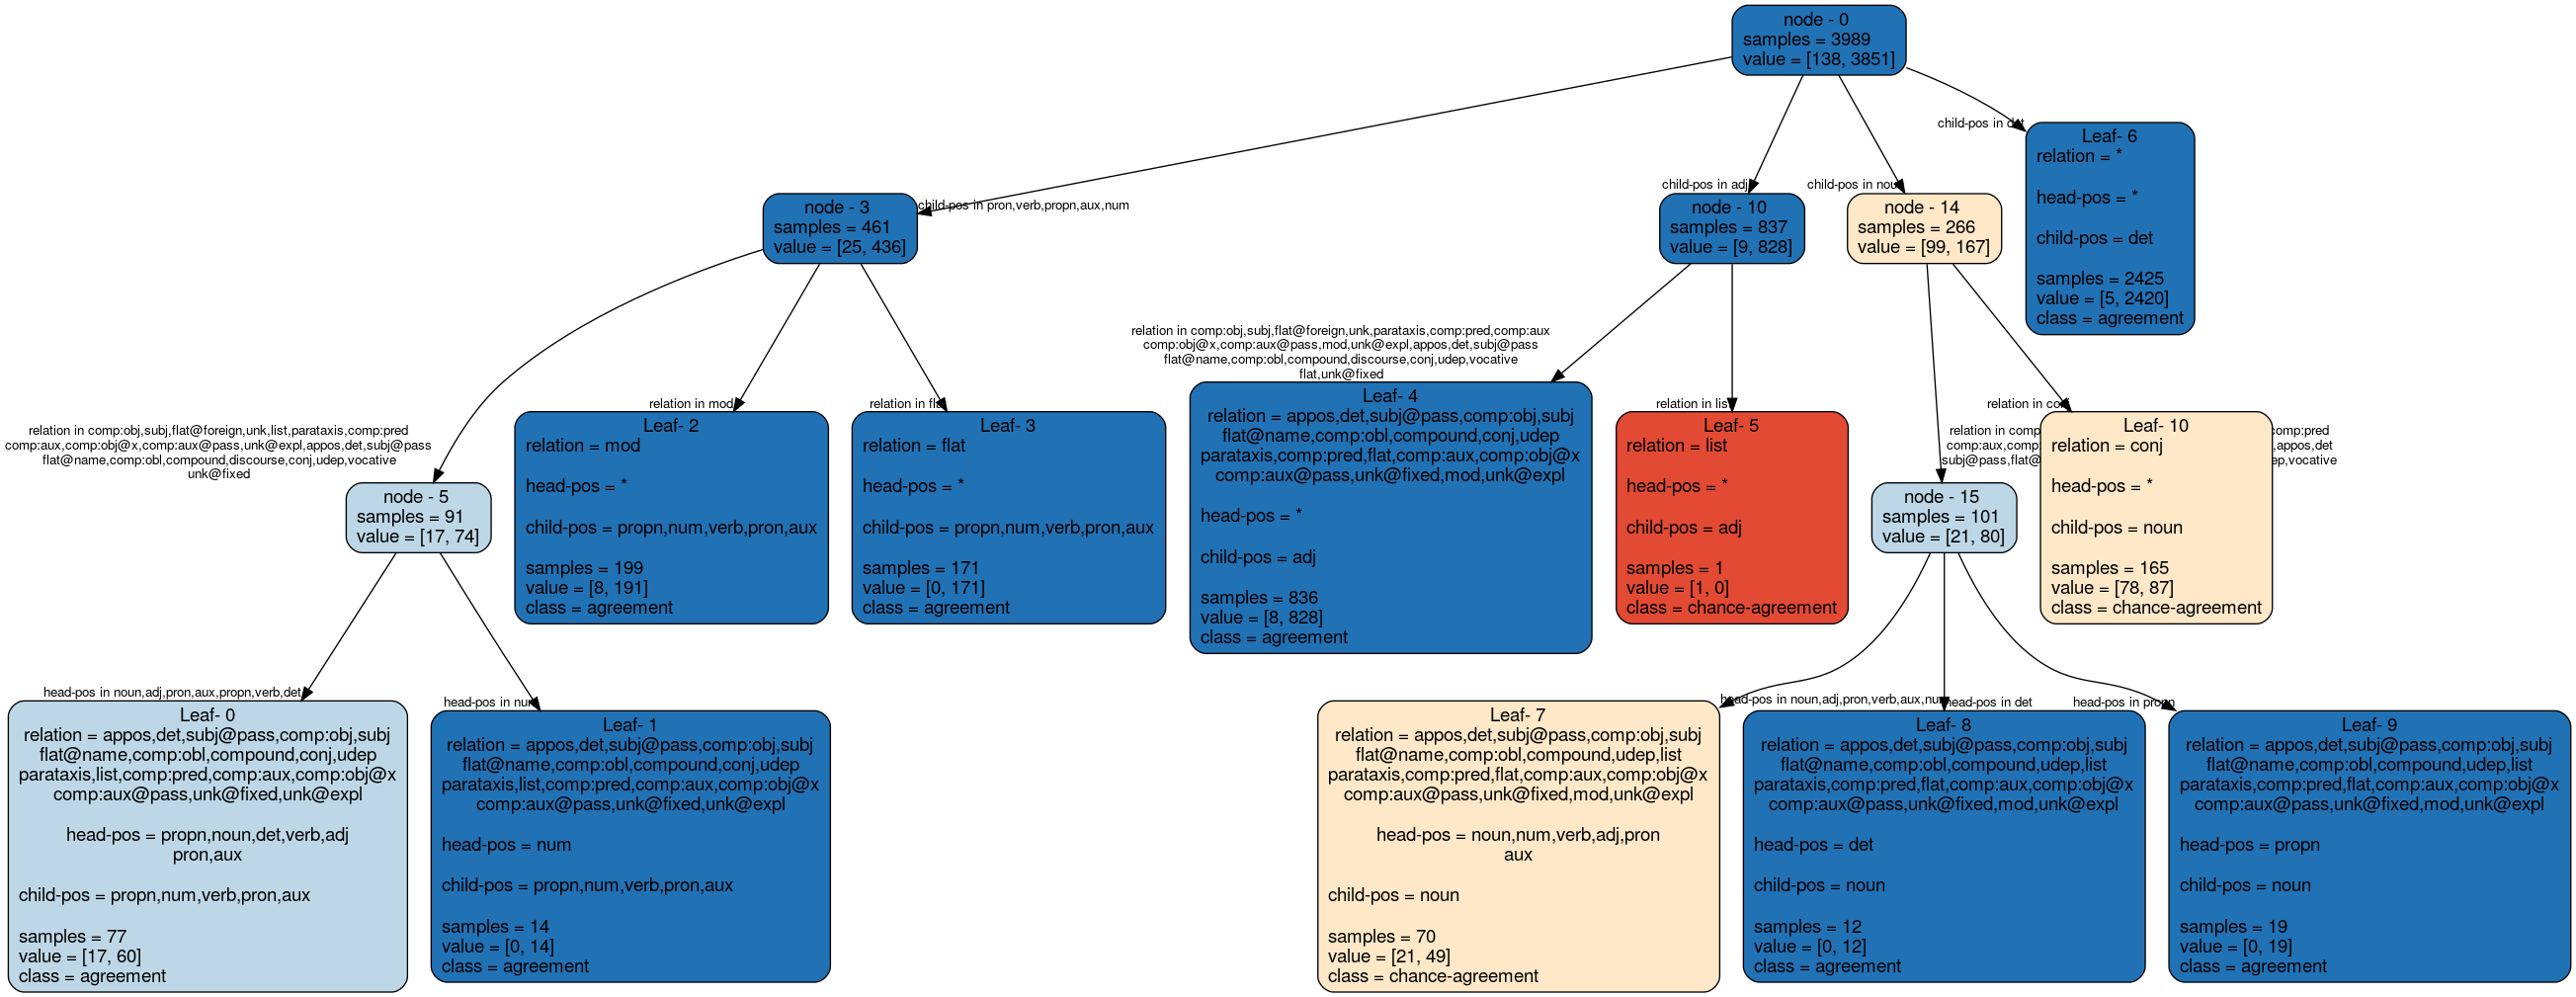 node - 0
samples = 3989
value = [138, 3851]
child-pos in det
Leaf- 6
relation = *
head-pos = *
child-pos = det
samples = 2425
value = [5, 2420]
class = agreement
child-pos in pron,verb,propn,aux,num
node - 3
samples = 461
value = [25, 436]
child-pos in adj
node - 10
samples = 837
value = [9, 828]
child-pos in
node - 14
samples = 266
value = [99, 167]
relation in comp:obj,subj,flat@foreign,unk,list,parataxis,comp:pred
comp:aux,comp:obj@x,comp:aux@pass,unk@expl,appos,det,subj@pass
flat@name,comp:obl,compound,discourse,conj,udep,vocative
unk@fixed
node - 5
samples = 91
value = [17, 74]
relation in mod
Leaf- 2
relation = mod
head-pos = *
child-pos = propn,num,verb,pron,aux
samples = 199
value = [8, 191]
class = agreement
relation in
Leaf- 3
relation = flat
head-pos = *
child-pos = propn,num,verb,pron,aux
samples = 171
value = [0, 171]
class = agreement
relation in comp:obj,subj,flat@foreign,unk,parataxis,comp:pred,comp:aux
comp:obj@x,comp:aux@pass,mod,unk@expl,appos,det,subj@pass
flat@name,comp:obl,compound,discourse,conj,udep,vocative
flat,unk@fixed
Leaf- 4
relation = appos,det,subj@pass,comp:obj,subj
flat@name,comp:obl,compound,conj,udep
parataxis,comp:pred,flat,comp:aux,comp:obj@x
comp:aux@pass,unk@fixed,mod,unk@expl
head-pos = *
child-pos = adj
samples = 836
value = [8, 828]
class = agreement
relation in
Leaf- 5
relation = list
head-pos = *
child-pos = adj
samples = 1
value = [1, 0]
class = chance-agreement
relation in comp
comp:pred
comp:aux
appos,det
subj@pass
vocative
node - 15
samples = 101
value = [21, 80]
relation in conj
Leaf- 10
relation = conj
head-pos = *
child-pos = noun
samples = 165
value = [78, 87]
class = chance-agreement
head-pos in noun,adj,pron,aux,propn,verb,det
Leaf- 0
relation = appos,det,subj@pass,comp:obj,subj
flat@name,comp:obl,compound,conj,udep
parataxis,list,comp:pred,comp:aux,comp:obj@x
comp:aux@pass,unk@fixed,unk@expl
head-pos = propn,noun,det,verb,adj
pron,aux
child-pos = propn,num,verb,pron,aux
samples = 77
value = [17, 60]
class = agreement
head-pos in
Leaf- 1
relation = appos,det,subj@pass,comp:obj,subj
flat@name,comp:obl,compound,conj,udep
parataxis,list,comp:pred,comp:aux,comp:obj@x
comp:aux@pass,unk@fixed,unk@expl
head-pos = num
child-pos = propn,num,verb,pron,aux
samples = 14
value = [0, 14]
class = agreement
head-pos in noun,adj,pron,verb,aux,num
Leaf- 7
relation = appos,det,subj@pass,comp:obj,subj
flat@name,comp:obl,compound,udep,list
parataxis,comp:pred,flat,comp:aux,comp:obj@x
comp:aux@pass,unk@fixed,mod,unk@expl
head-pos = noun,num,verb,adj,pron
aux
child-pos = noun
samples = 70
value = [21, 49]
class = chance-agreement
head-pos in det
Leaf- 8
relation = appos,det,subj@pass,comp:obj,subj
flat@name,comp:obl,compound,udep,list
parataxis,comp:pred,flat,comp:aux,comp:obj@x
comp:aux@pass,unk@fixed,mod,unk@expl
head-pos = det
child-pos = noun
samples = 12
value = [0, 12]
class = agreement
head-pos in propn
Leaf- 9
relation = appos,det,subj@pass,comp:obj,subj
flat@name,comp:obl,compound,udep,list
parataxis,comp:pred,flat,comp:aux,comp:obj@x
comp:aux@pass,unk@fixed,mod,unk@expl
head-pos = propn
child-pos = noun
samples = 19
value = [0, 19]
class = agreement